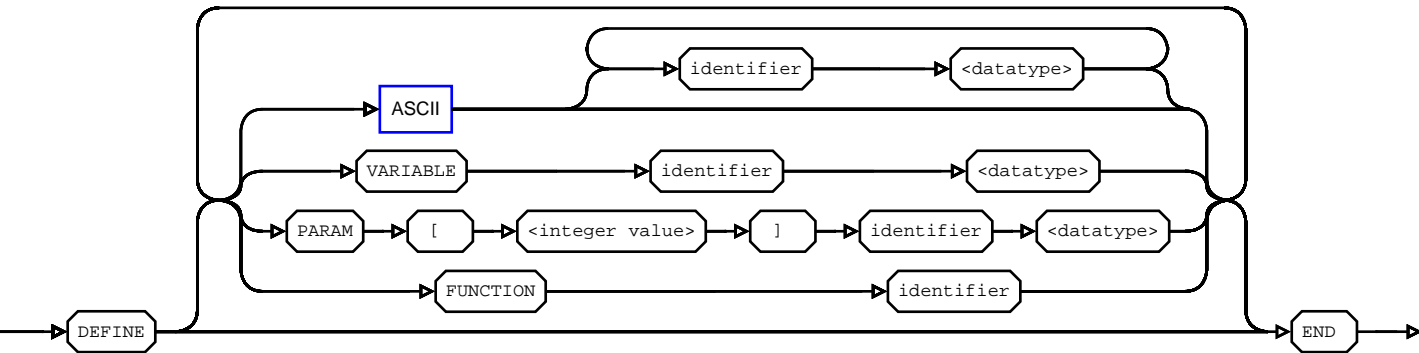 identifier <datatype>
ASCII
VARIABLE identifier <datatype>
PARAM [ <integer value> ] identifier <datatype>
FUNCTION identifier
DEFINE END